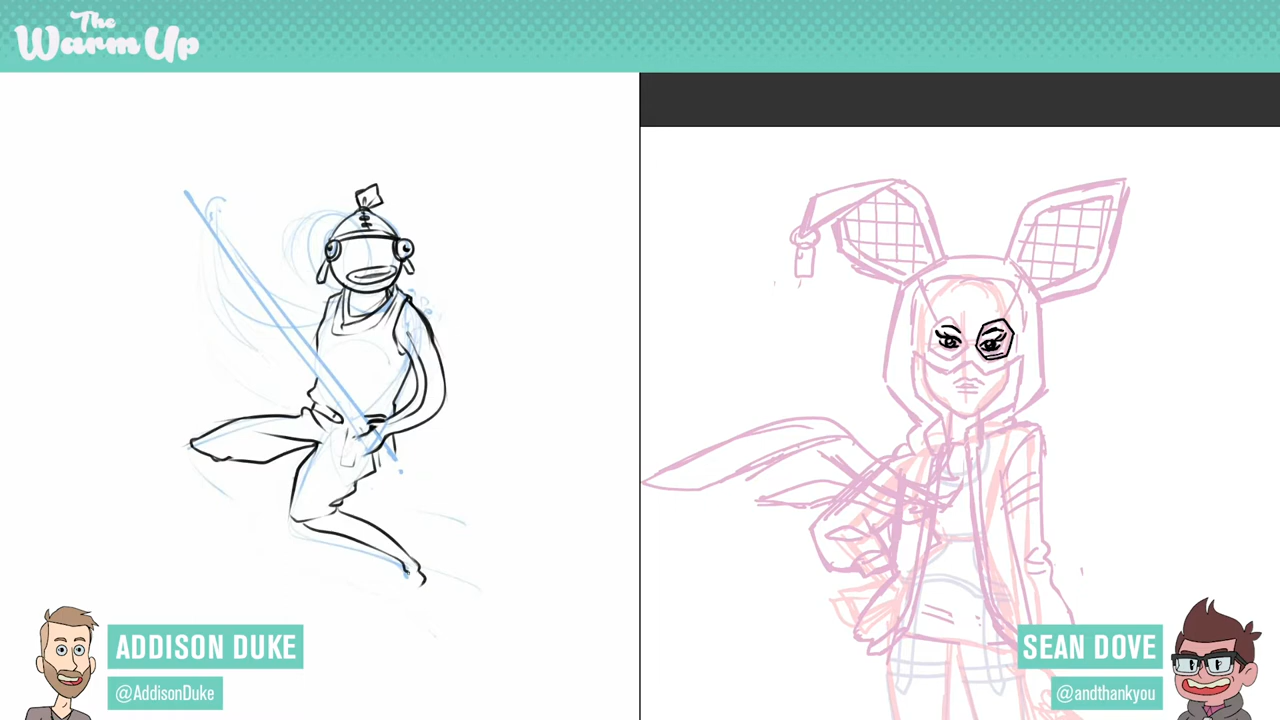 The
Warm Up
ADDISON DUKE
@AddisonDuke
SEAN DOVE
@andthankyou